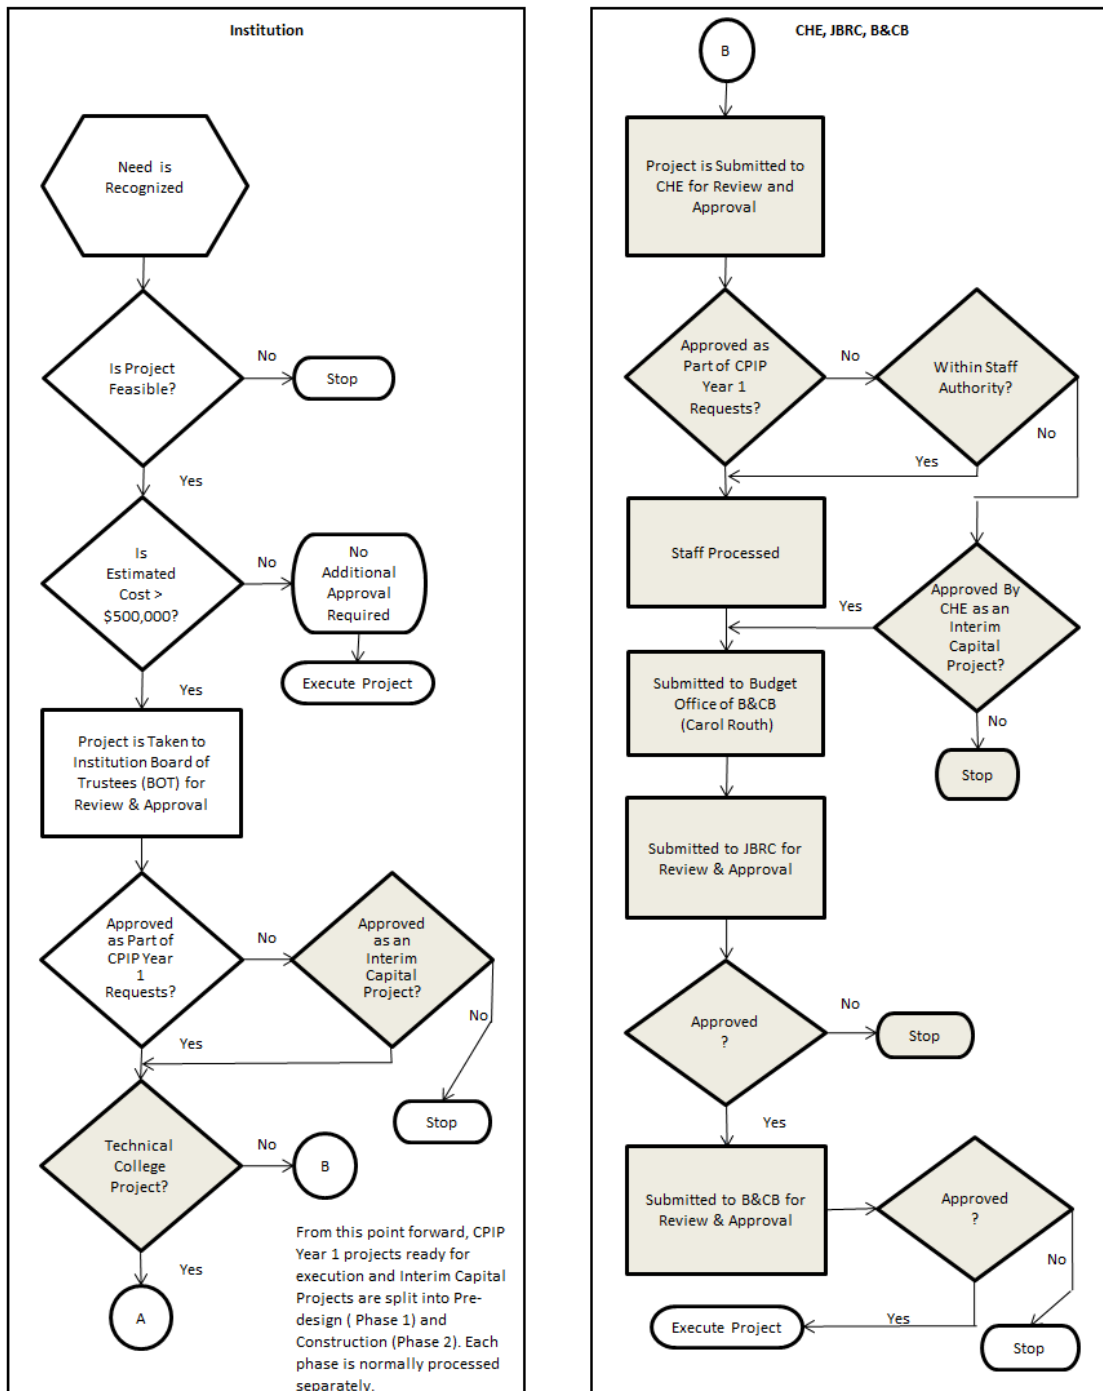 Institution
Need is
Recognized
Is Project
Feasible?
No
Stop
Yes
Is
Estimated
Cost >
$500,000?
No
No
Additional
Approval
Required
Execute Project
Yes
Project is Taken to
Institution Board of
Trustees (BOT) for
Review & Approval
Approved
as Part of
CPIP Year
1
Requests?
No
Approved
as an
Interim
Capital
Project?
No
Yes
Stop
Technical
College
Project?
No
B
Yes
A
From this point forward, CPIP
Year 1 projects ready for
execution and Interim Capital
Projects are split into Pre-
design ( Phase 1) and
Construction (Phase 2). Each
phase is normally processed
separately.
CHE, JBRC, B&CB
B
Project is Submitted to
CHE for Review and
Approval
Approved as
Part of CPIP
Year 1
Requests?
No
Within Staff
Authority?
No
Yes
Staff Processed
Approved By
CHE as an
Interim
Capital
Project?
Yes
No
Stop
Submitted to Budget
Office of B&CB
(Carol Routh)
Submitted to JBRC for
Review & Approval
Approved
?
No
Stop
Yes
Submitted to B&CB for
Review & Approval
Approved
?
No
Yes
Execute Project
Stop